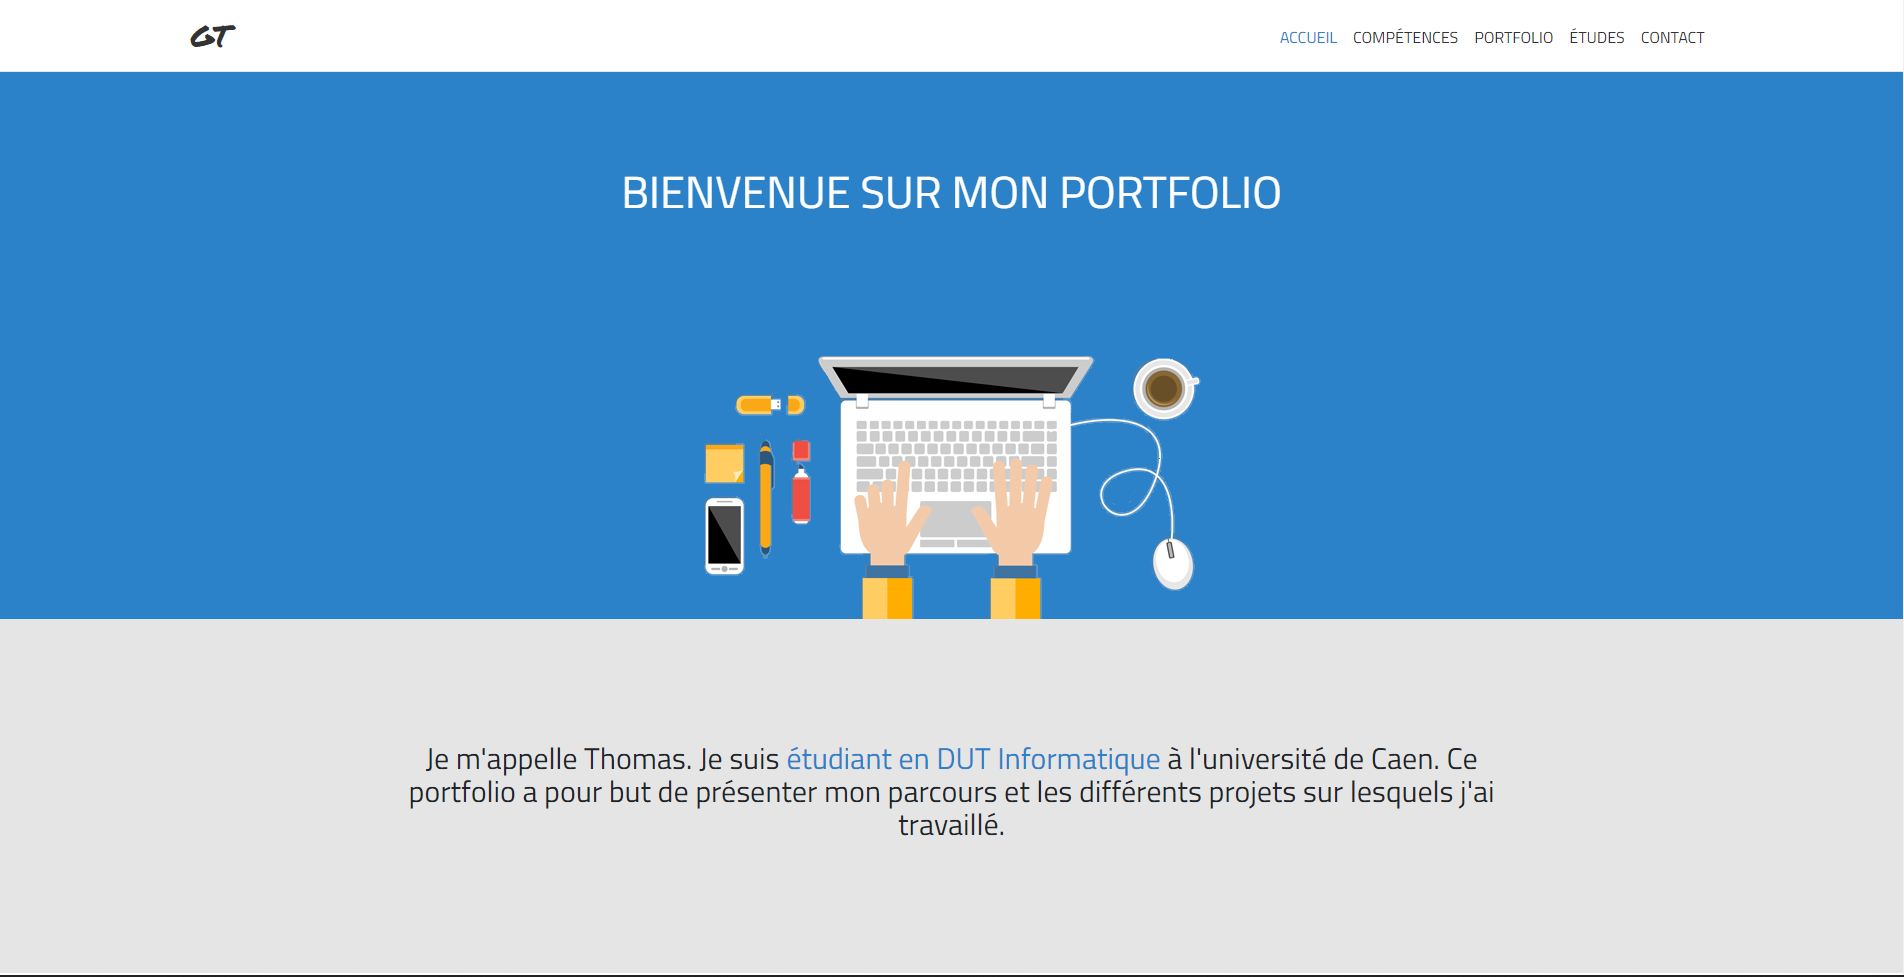 GT
ACCUEIL COMPÉTENCES PORTFOLIO ÉTUDES CONTACT
BIENVENUE SUR MON PORTFOLIO
Je m'appelle Thomas. Je suis étudiant en DUT Informatique à l'université de Caen. Ce
portfolio a pour but de présenter mon parcours et les différents projets sur lesquels j'ai
travaillé.